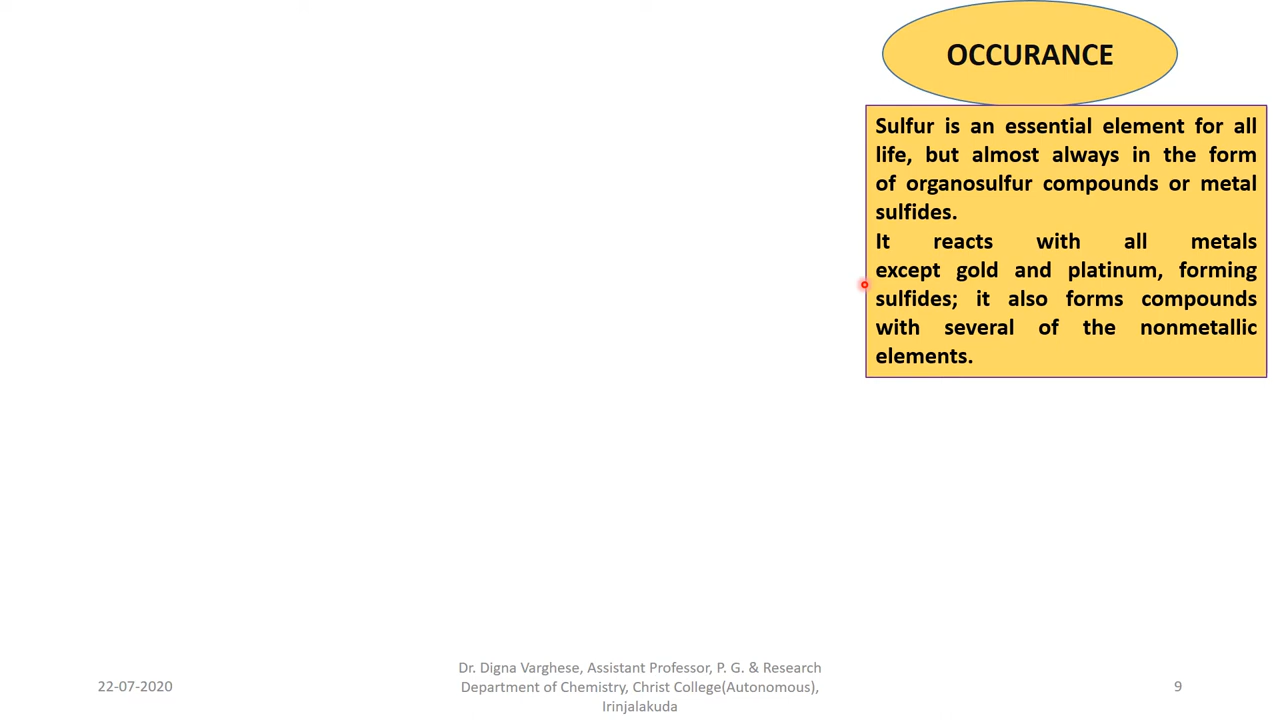 OCCURANCE
Sulfur is an essential element for all
life, but almost always in the form
of organosulfur compounds or metal
sulfides.
It reacts with all metals
except gold and platinum, forming
sulfides; it also forms compounds
with several of the nonmetallic
elements.
22-07-2020
Dr. Digna Varghese, Assistant Professor, P. G. & Research
Department of Chemistry, Christ College(Autonomous),
Irinjalakuda
9